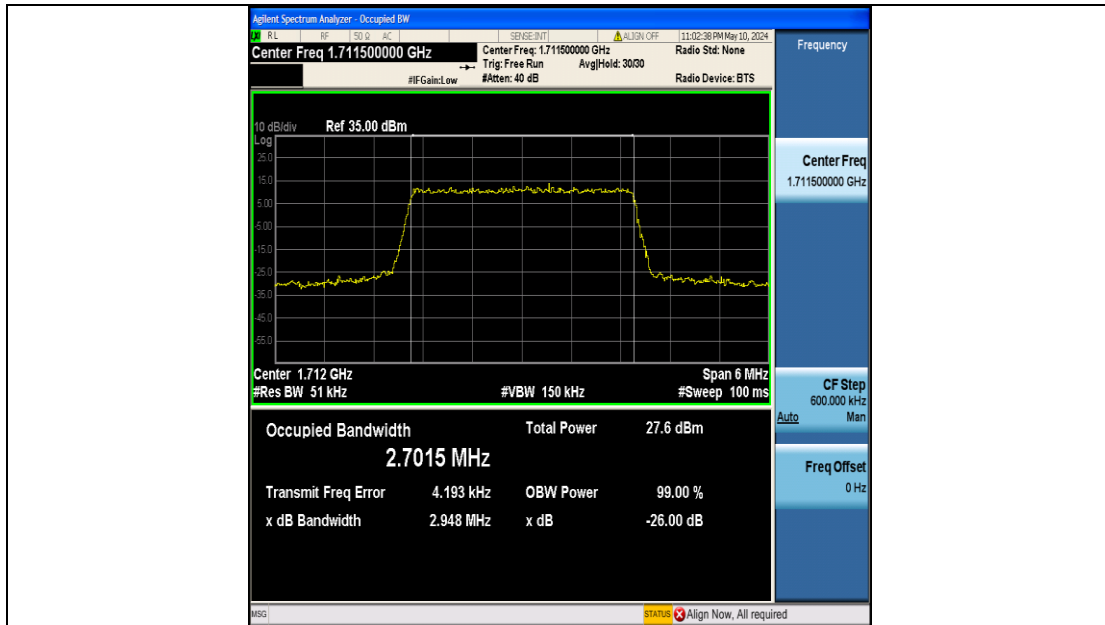 Agilent Spectrum Analyzer - Occupied BW
RL RF 50 Ω AC SENSE:INT ALIGN OFF 11:02:38 PM May 10, 2024
Center Freq 1.711500000 GHz
Center Freq: 1.711500000 GHz Radio Std: None
Trig: Free Run Avg|Hold: 30/30
#IFGain:Low #Atten: 40 dB Radio Device: BTS
10 dB/div Ref 35.00 dBm
Log
25.0
15.0
5.00
-5.00
-15.0
-25.0
-35.0
-45.0
-55.0
Center 1.712 GHz Span 6 MHz
#Res BW 51 kHz #VBW 150 kHz #Sweep 100 ms
Occupied Bandwidth Total Power 27.6 dBm
2.7015 MHz
Transmit Freq Error 4.193 kHz OBW Power 99.00 %
x dB Bandwidth 2.948 MHz x dB -26.00 dB
Frequency
Center Freq
1.711500000 GHz
CF Step
600.000 kHz
Auto Man
Freq Offset
0 Hz
MSG STATUS Align Now, All required